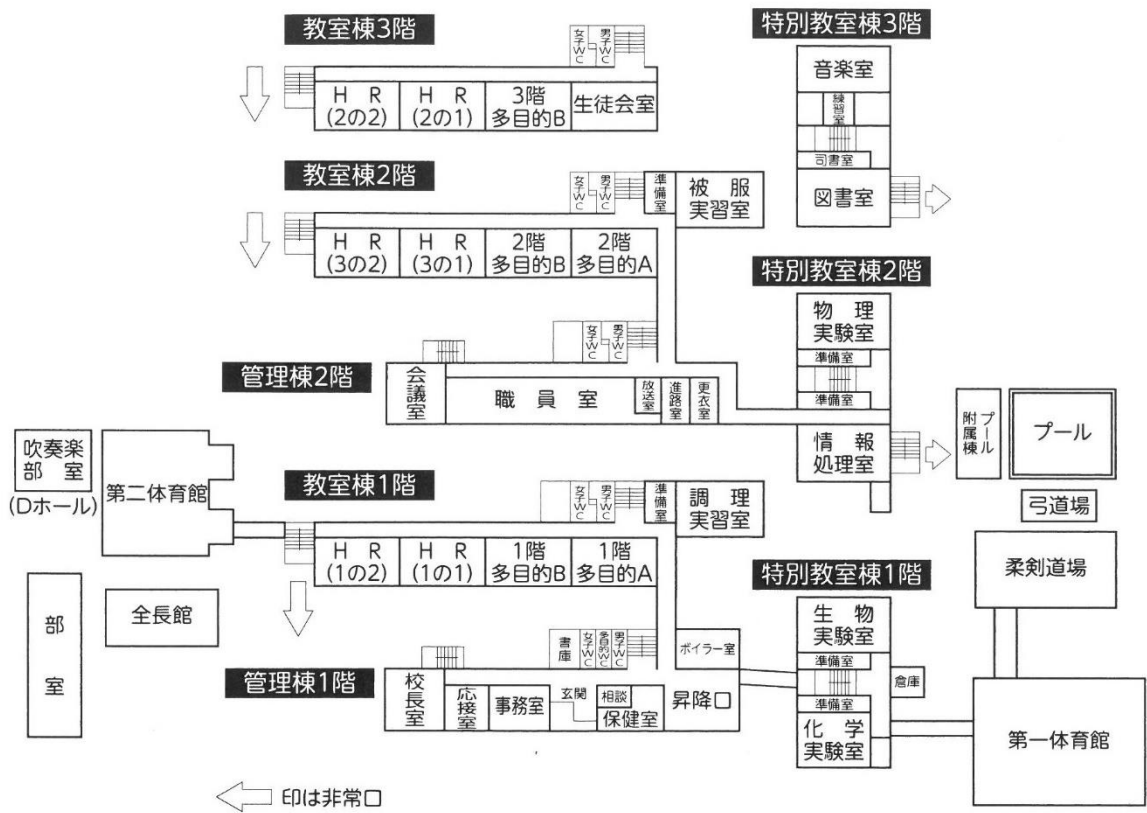 教室棟3階
女子WC
男子WC
H R
(2の2)
H R
(2の1)
3階
多目的B
生徒会室
特別教室棟3階
音楽室
練習室
司書室
図書室
教室棟2階
女子WC
男子WC
準備室
被服
実習室
H R
(3の2)
H R
(3の1)
2階
多目的B
2階
多目的A
特別教室棟2階
物理
実験室
準備室
準備室
情報
処理室
女子WC
男子WC
管理棟2階
会議室
職員室
放送室
進路室
更衣室
プール
附属棟
プール
弓道場
柔剣道場
吹奏楽
部室
(Dホール)
第二体育館
教室棟1階
女子WC
男子WC
準備室
調理
実習室
H R
(1の2)
H R
(1の1)
1階
多目的B
1階
多目的A
特別教室棟1階
生物
実験室
準備室
倉庫
準備室
化学
実験室
部室
全長館
書庫
女子WC
多目的WC
男子WC
ボイラー室
管理棟1階
校長室
応接室
事務室
玄関
相談
保健室
昇降口
第一体育館
印は非常口